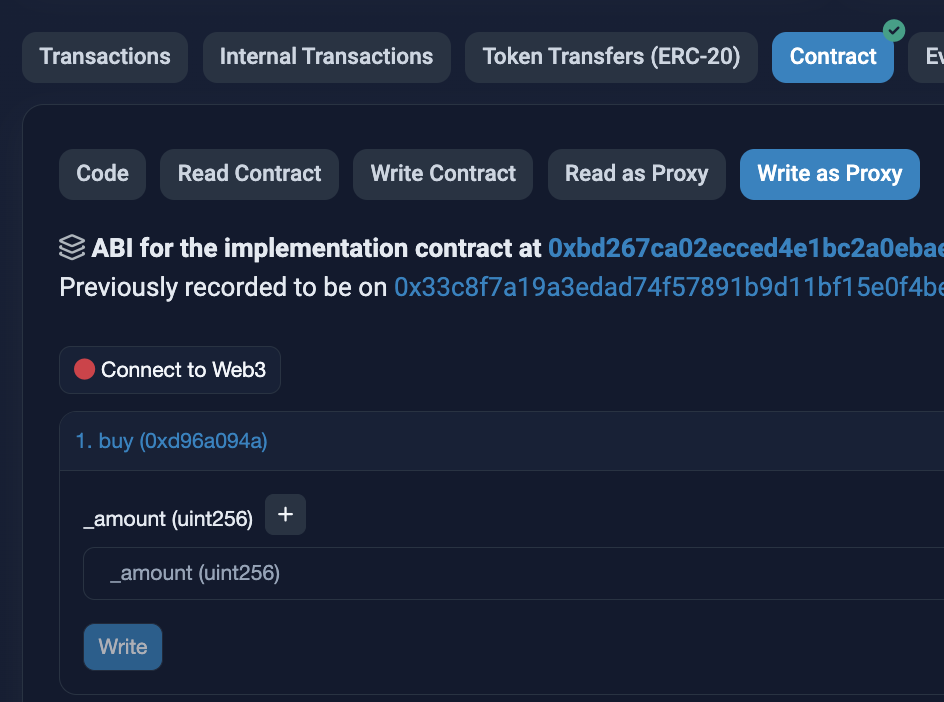 Transactions Internal Transactions Token Transfers (ERC-20) Contract
Code Read Contract Write Contract Read as Proxy Write as Proxy
ABI for the implementation contract at 0xbd267ca02ecced4e1bc2a0ebae
Previously recorded to be on 0x33c8f7a19a3edad74f57891b9d11bf15e0f4be
Connect to Web3
1. buy (0xd96a094a)
_amount (uint256) +
_amount (uint256)
Write